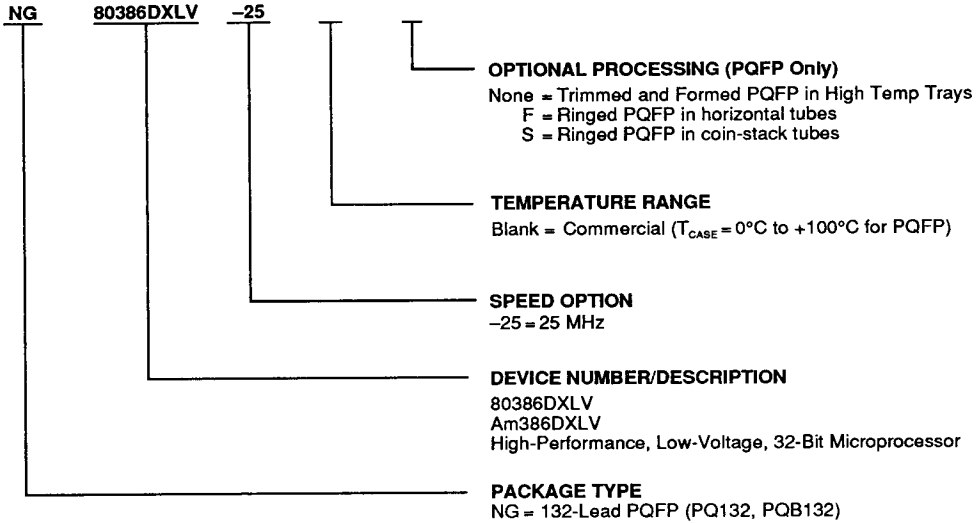 NG 80386DXLV –25
OPTIONAL PROCESSING (PQFP Only)
None = Trimmed and Formed PQFP in High Temp Trays
F = Ringed PQFP in horizontal tubes
S = Ringed PQFP in coin-stack tubes
TEMPERATURE RANGE
Blank = Commercial (TCASE = 0°C to +100°C for PQFP)
SPEED OPTION
–25 = 25 MHz
DEVICE NUMBER/DESCRIPTION
80386DXLV
Am386DXLV
High-Performance, Low-Voltage, 32-Bit Microprocessor
PACKAGE TYPE
NG = 132-Lead PQFP (PQ132, PQB132)